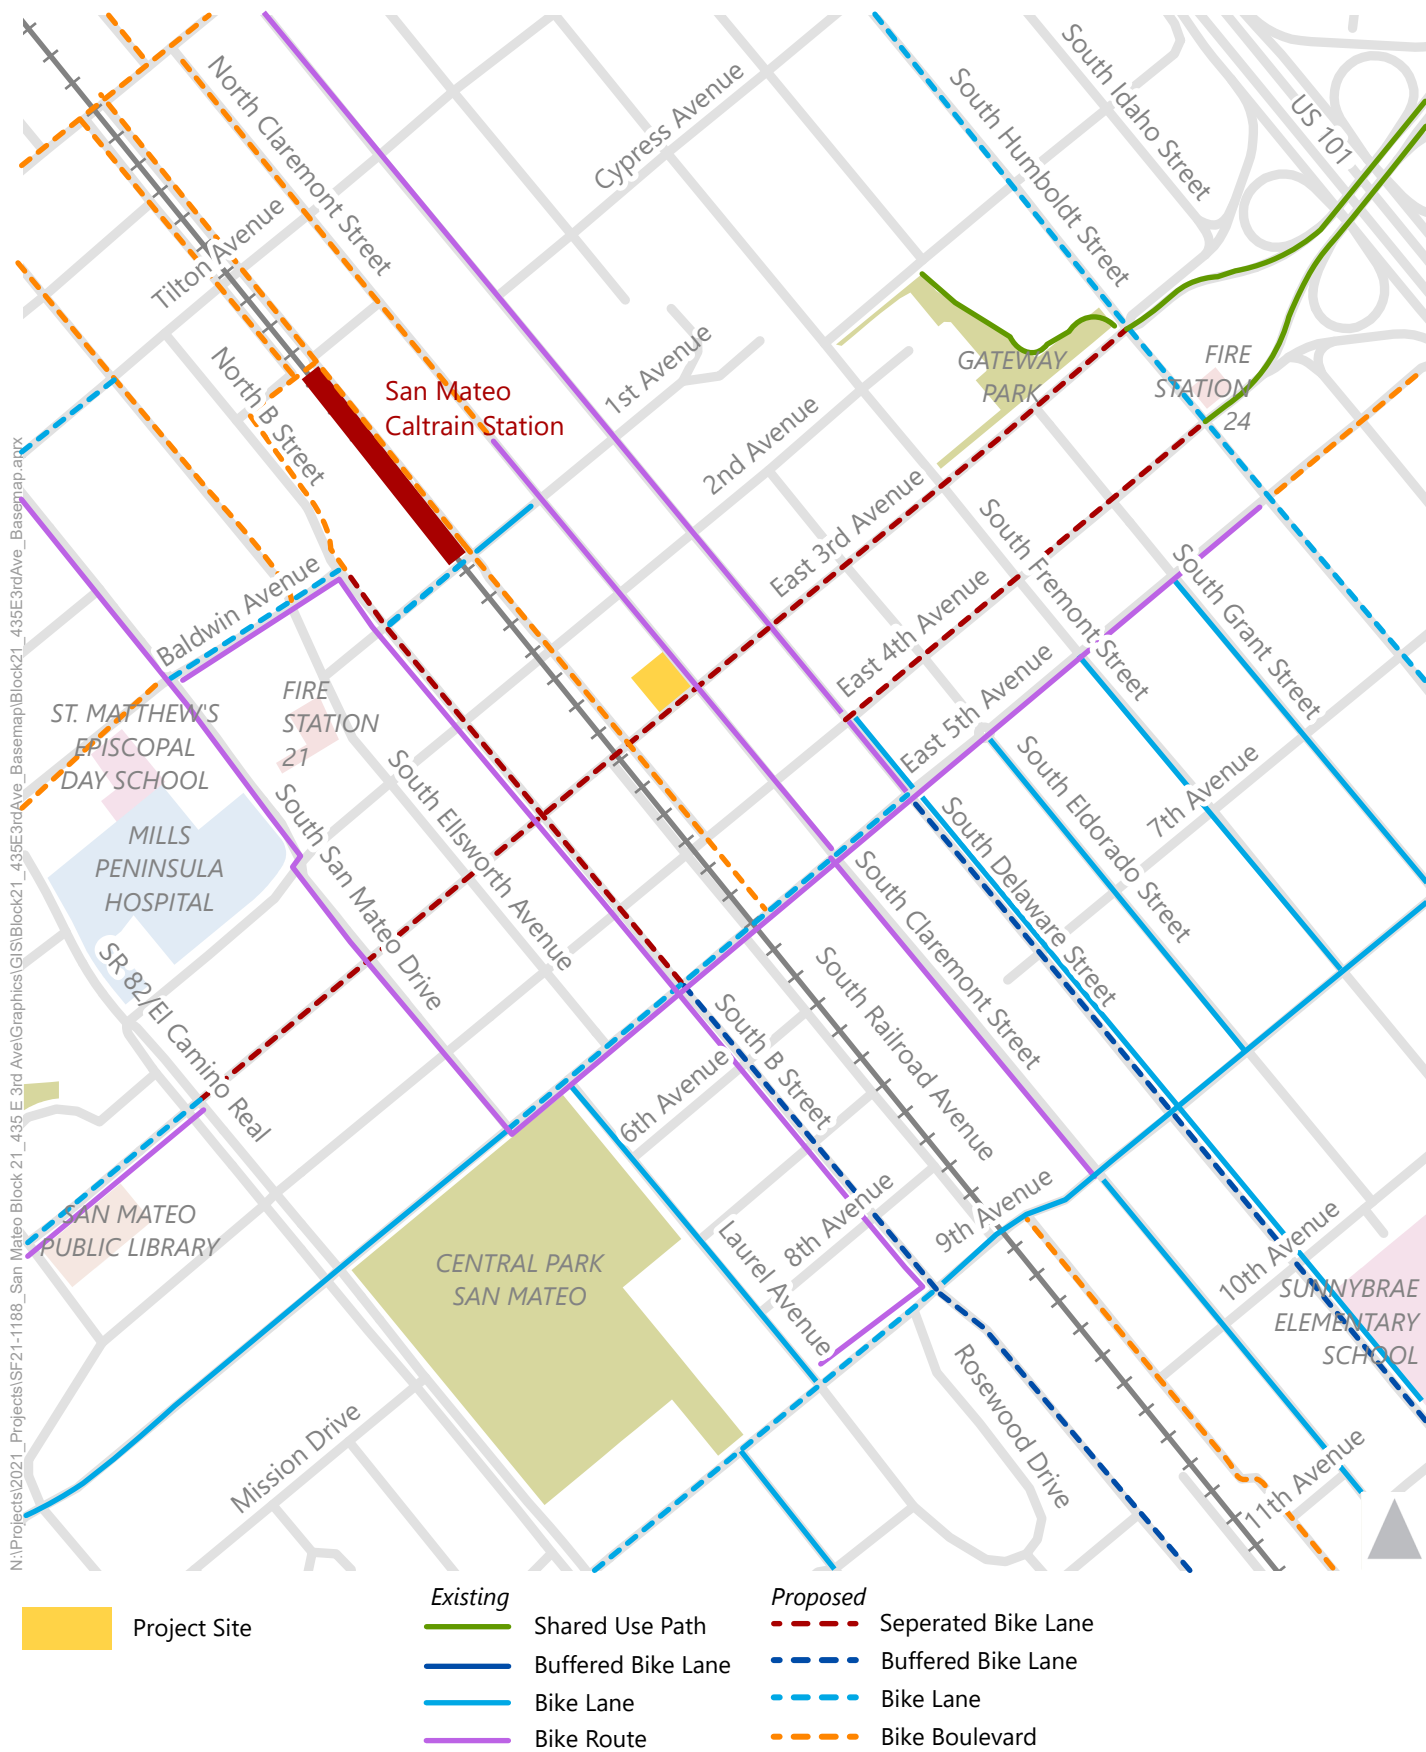 North Claremont Street
Cypress Avenue
South Humboldt Street
South Idaho Street
US 101
Tilton Avenue
North B Street
San Mateo
Caltrain Station
1st Avenue
2nd Avenue
GATEWAY
PARK
FIRE
STATION
24
East 3rd Avenue
East 4th Avenue
East 5th Avenue
South Fremont Street
South Grant Street
Baldwin Avenue
FIRE
STATION
21
ST. MATTHEW'S
EPISCOPAL
DAY SCHOOL
MILLS
PENINSULA
HOSPITAL
South San Mateo Drive
South Ellsworth Avenue
SR 82/El Camino Real
South Eldorado Street
7th Avenue
South Delaware Street
South Claremont Street
South Railroad Avenue
South B Street
6th Avenue
8th Avenue
9th Avenue
10th Avenue
11th Avenue
Laurel Avenue
Rosewood Drive
Mission Drive
SAN MATEO
PUBLIC LIBRARY
CENTRAL PARK
SAN MATEO
SUNNYBRAE
ELEMENTARY
SCHOOL
N:\Projects\2021_Projects\SF21-1188_San Mateo Block 21_435 E 3rd Ave\Graphics\GIS\Block21_435E3rdAve_Basemap\Block21_435E3rdAve_Basemap.aprx
Project Site
Existing
Shared Use Path
Buffered Bike Lane
Bike Lane
Bike Route
Proposed
Seperated Bike Lane
Buffered Bike Lane
Bike Lane
Bike Boulevard